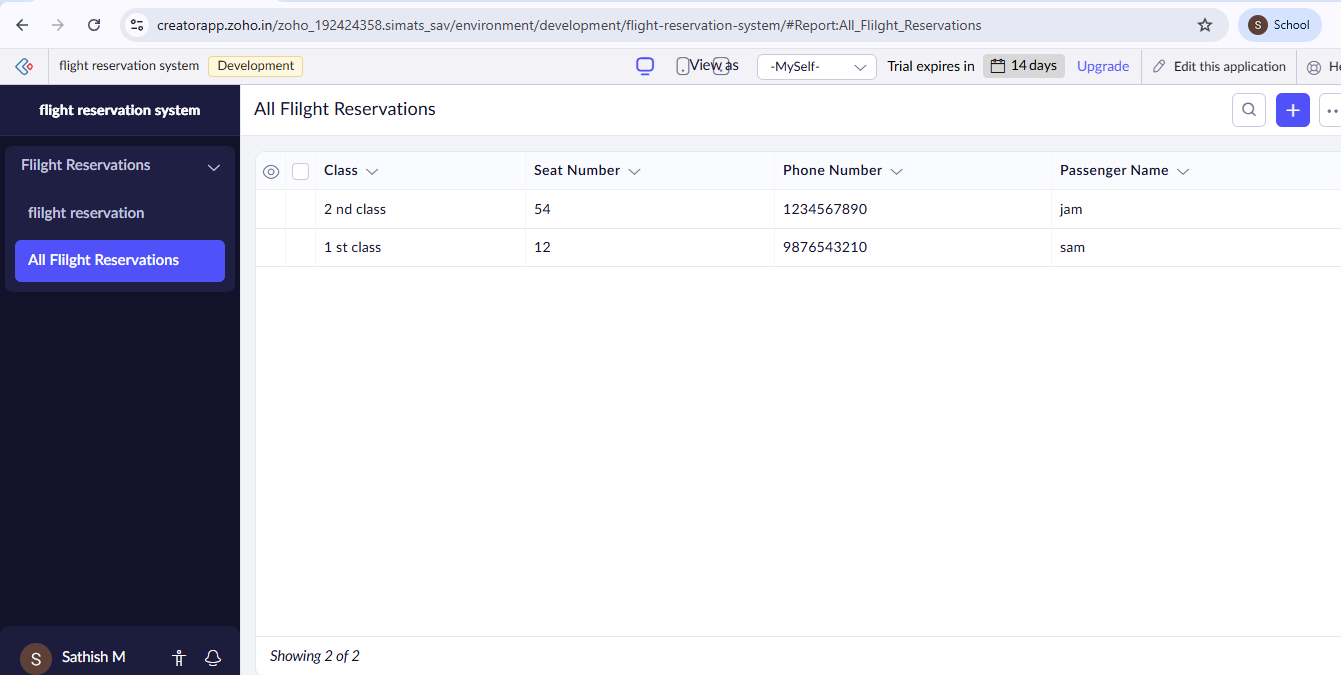 creatorapp.zoho.in/zoho_192424358.simats_sav/environment/development/flight-reservation-system/#Report:All_Flilght_Reservations
S School
flight reservation system Development View as -MySelf- Trial expires in 14 days Upgrade Edit this application He
flight reservation system
All Flilght Reservations
Flilght Reservations
flilght reservation
All Flilght Reservations
Class Seat Number Phone Number Passenger Name
2 nd class 54 1234567890 jam
1 st class 12 9876543210 sam
Showing 2 of 2
S Sathish M